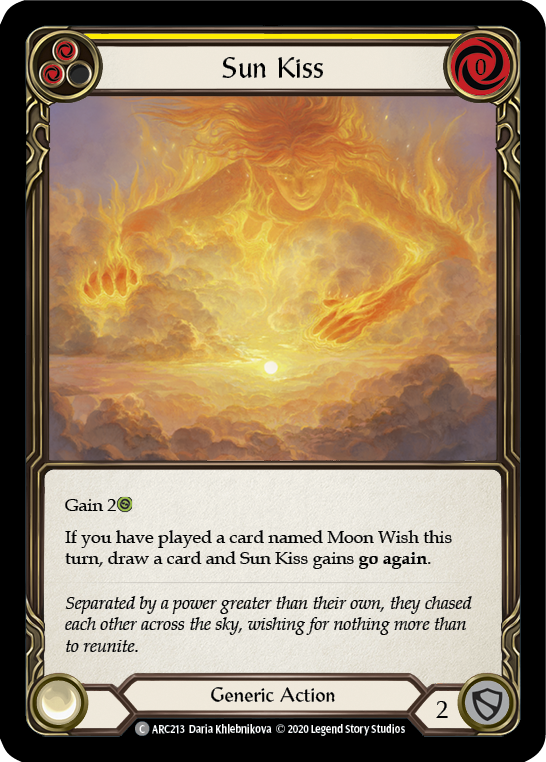 Sun Kiss
0
Gain 2
If you have played a card named Moon Wish this
turn, draw a card and Sun Kiss gains go again.
Separated by a power greater than their own, they chased
each other across the sky, wishing for nothing more than
to reunite.
Generic Action
2
C ARC213 Daria Khlebnikova © 2020 Legend Story Studios